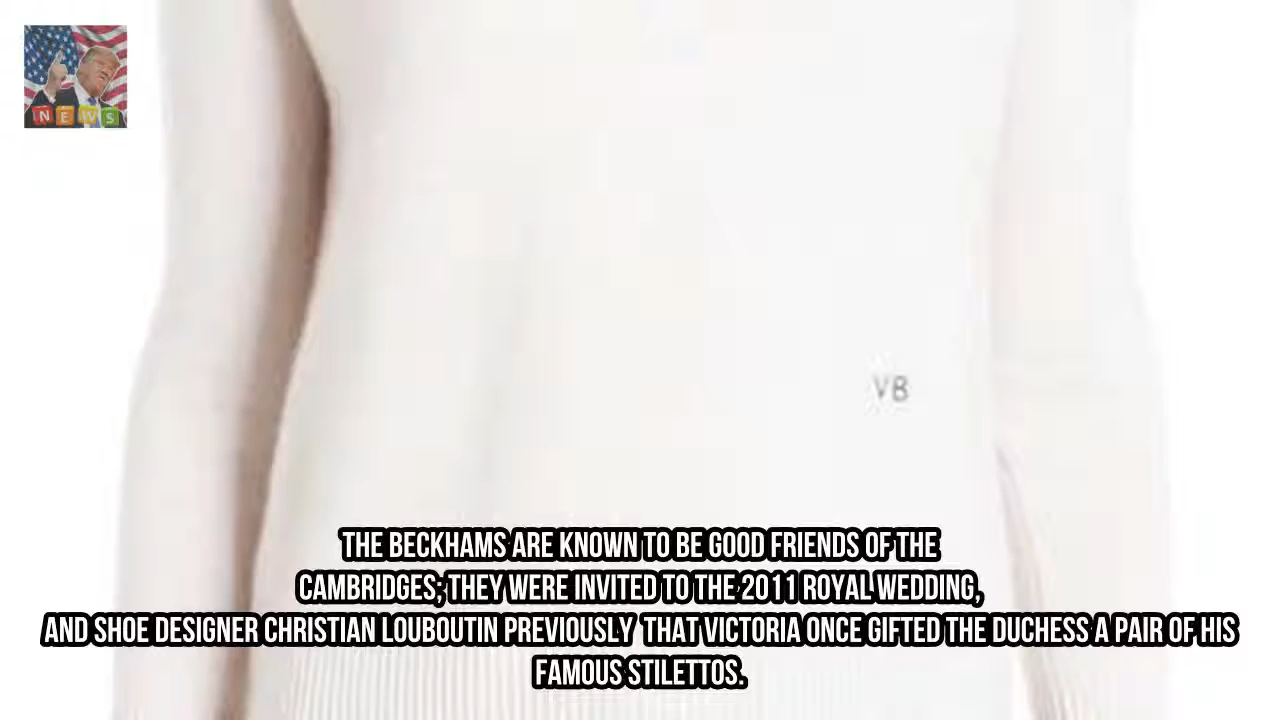 NEWS
VB
THE BECKHAMS ARE KNOWN TO BE GOOD FRIENDS OF THE
CAMBRIDGES; THEY WERE INVITED TO THE 2011 ROYAL WEDDING,
AND SHOE DESIGNER CHRISTIAN LOUBOUTIN PREVIOUSLY THAT VICTORIA ONCE GIFTED THE DUCHESS A PAIR OF HIS
FAMOUS STILETTOS.